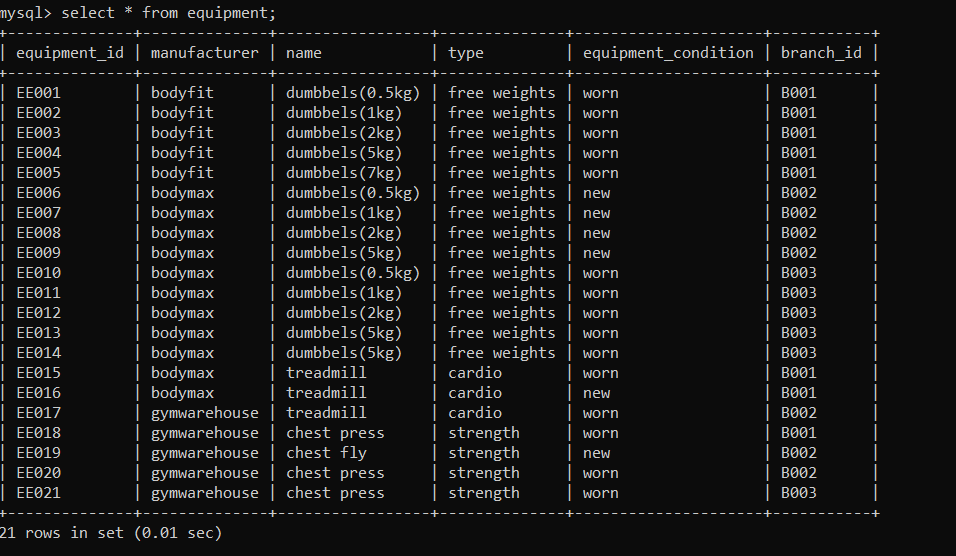 mysql> select * from equipment;
+--------------+--------------+----------------+--------------+---------------------+-----------+
| equipment_id | manufacturer | name | type | equipment_condition | branch_id |
+--------------+--------------+----------------+--------------+---------------------+-----------+
| EE001 | bodyfit | dumbbels(0.5kg) | free weights | worn | B001 |
| EE002 | bodyfit | dumbbels(1kg) | free weights | worn | B001 |
| EE003 | bodyfit | dumbbels(2kg) | free weights | worn | B001 |
| EE004 | bodyfit | dumbbels(5kg) | free weights | worn | B001 |
| EE005 | bodyfit | dumbbels(7kg) | free weights | worn | B001 |
| EE006 | bodymax | dumbbels(0.5kg) | free weights | new | B002 |
| EE007 | bodymax | dumbbels(1kg) | free weights | new | B002 |
| EE008 | bodymax | dumbbels(2kg) | free weights | new | B002 |
| EE009 | bodymax | dumbbels(5kg) | free weights | new | B002 |
| EE010 | bodymax | dumbbels(0.5kg) | free weights | worn | B003 |
| EE011 | bodymax | dumbbels(1kg) | free weights | worn | B003 |
| EE012 | bodymax | dumbbels(2kg) | free weights | worn | B003 |
| EE013 | bodymax | dumbbels(5kg) | free weights | worn | B003 |
| EE014 | bodymax | dumbbels(5kg) | free weights | worn | B003 |
| EE015 | bodymax | treadmill | cardio | worn | B001 |
| EE016 | bodymax | treadmill | cardio | new | B001 |
| EE017 | gymwarehouse | treadmill | cardio | worn | B002 |
| EE018 | gymwarehouse | chest press | strength | worn | B001 |
| EE019 | gymwarehouse | chest fly | strength | new | B002 |
| EE020 | gymwarehouse | chest press | strength | worn | B002 |
| EE021 | gymwarehouse | chest press | strength | worn | B003 |
+--------------+--------------+----------------+--------------+---------------------+-----------+
21 rows in set (0.01 sec)